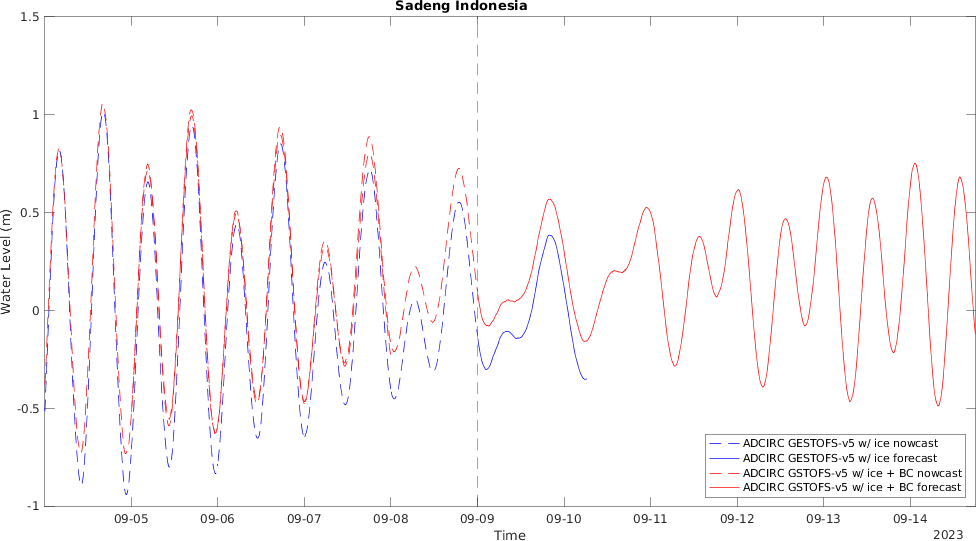 Sadeng Indonesia
1.5
1
0.5
0
-0.5
-1
Water Level (m)
09-05 09-06 09-07 09-08 09-09 09-10 09-11 09-12 09-13 09-14
Time
2023
ADCIRC GESTOFS-v5 w/ ice nowcast
ADCIRC GESTOFS-v5 w/ ice forecast
ADCIRC GSTOFS-v5 w/ ice + BC nowcast
ADCIRC GSTOFS-v5 w/ ice + BC forecast